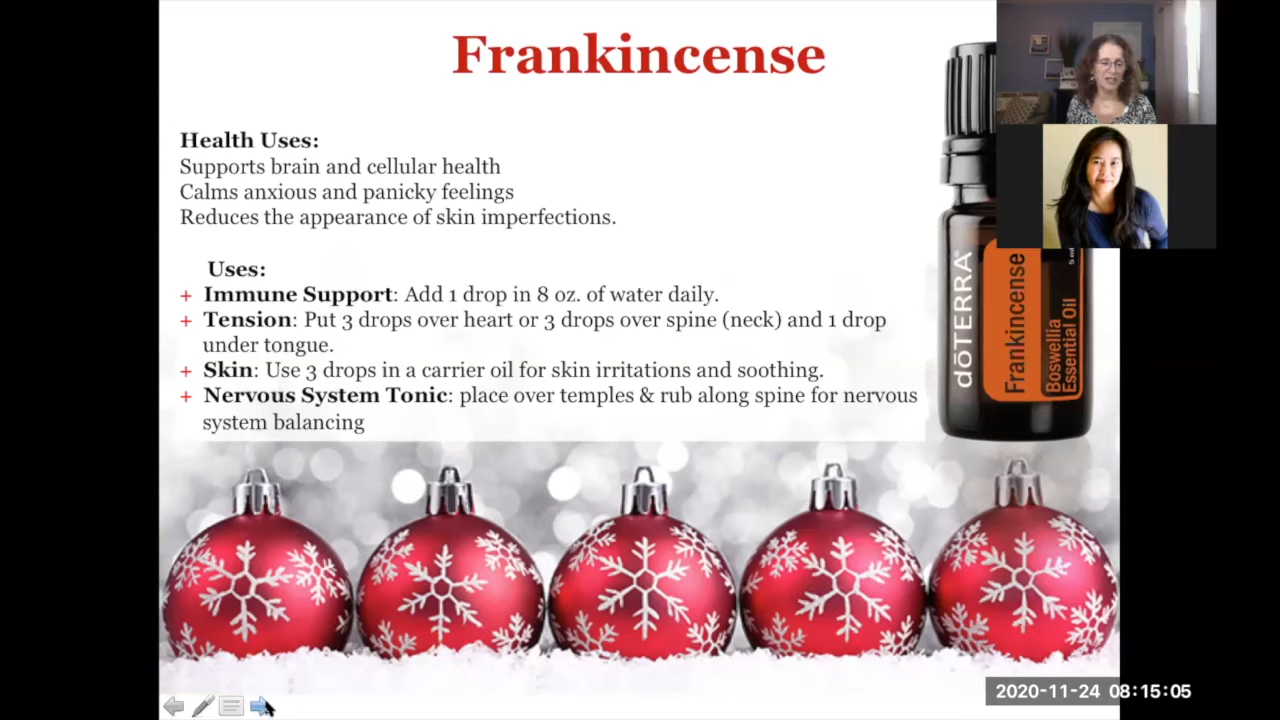 Frankincense
Health Uses:
Supports brain and cellular health
Calms anxious and panicky feelings
Reduces the appearance of skin imperfections.
Uses:
+ Immune Support: Add 1 drop in 8 oz. of water daily.
+ Tension: Put 3 drops over heart or 3 drops over spine (neck) and 1 drop
under tongue.
+ Skin: Use 3 drops in a carrier oil for skin irritations and soothing.
+ Nervous System Tonic: place over temples & rub along spine for nervous
system balancing
dōTERRA®
Frankincense
Boswellia
Essential Oil
2020-11-24 08:15:05